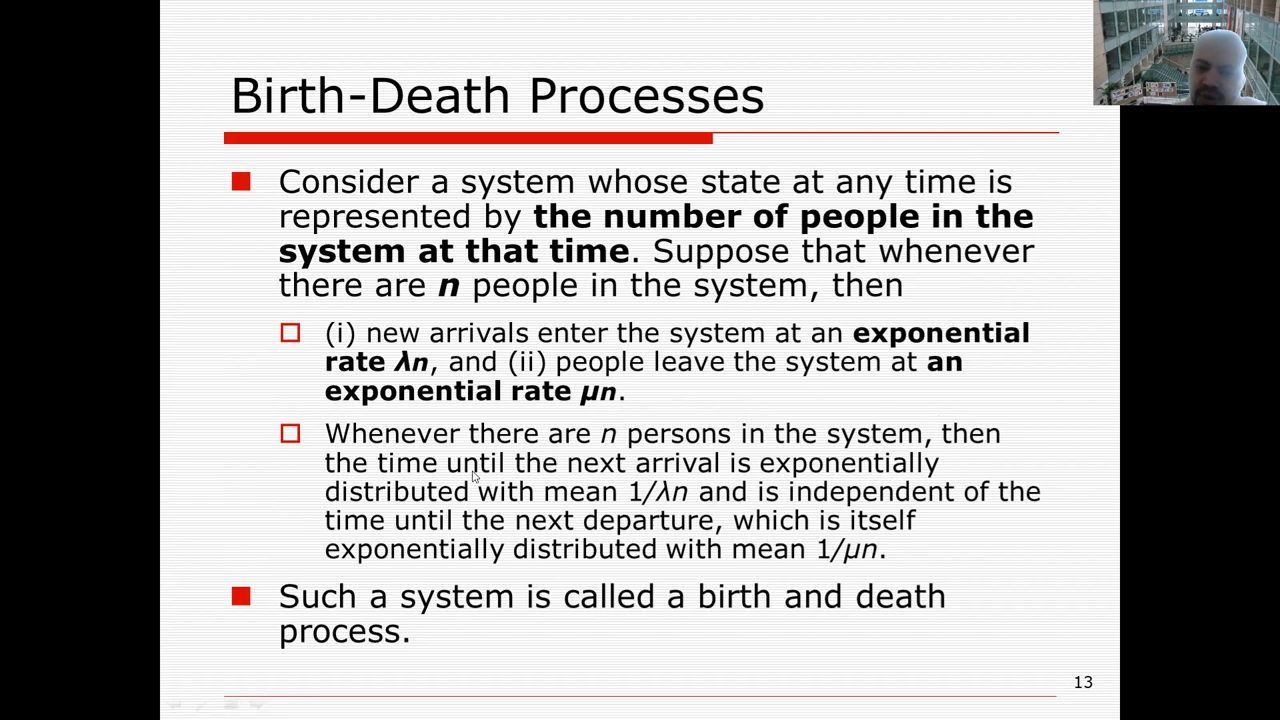 Birth-Death Processes
Consider a system whose state at any time is
represented by the number of people in the
system at that time. Suppose that whenever
there are n people in the system, then
(i) new arrivals enter the system at an exponential
rate λn, and (ii) people leave the system at an
exponential rate μn.
Whenever there are n persons in the system, then
the time until the next arrival is exponentially
distributed with mean 1/λn and is independent of the
time until the next departure, which is itself
exponentially distributed with mean 1/μn.
Such a system is called a birth and death
process.
13